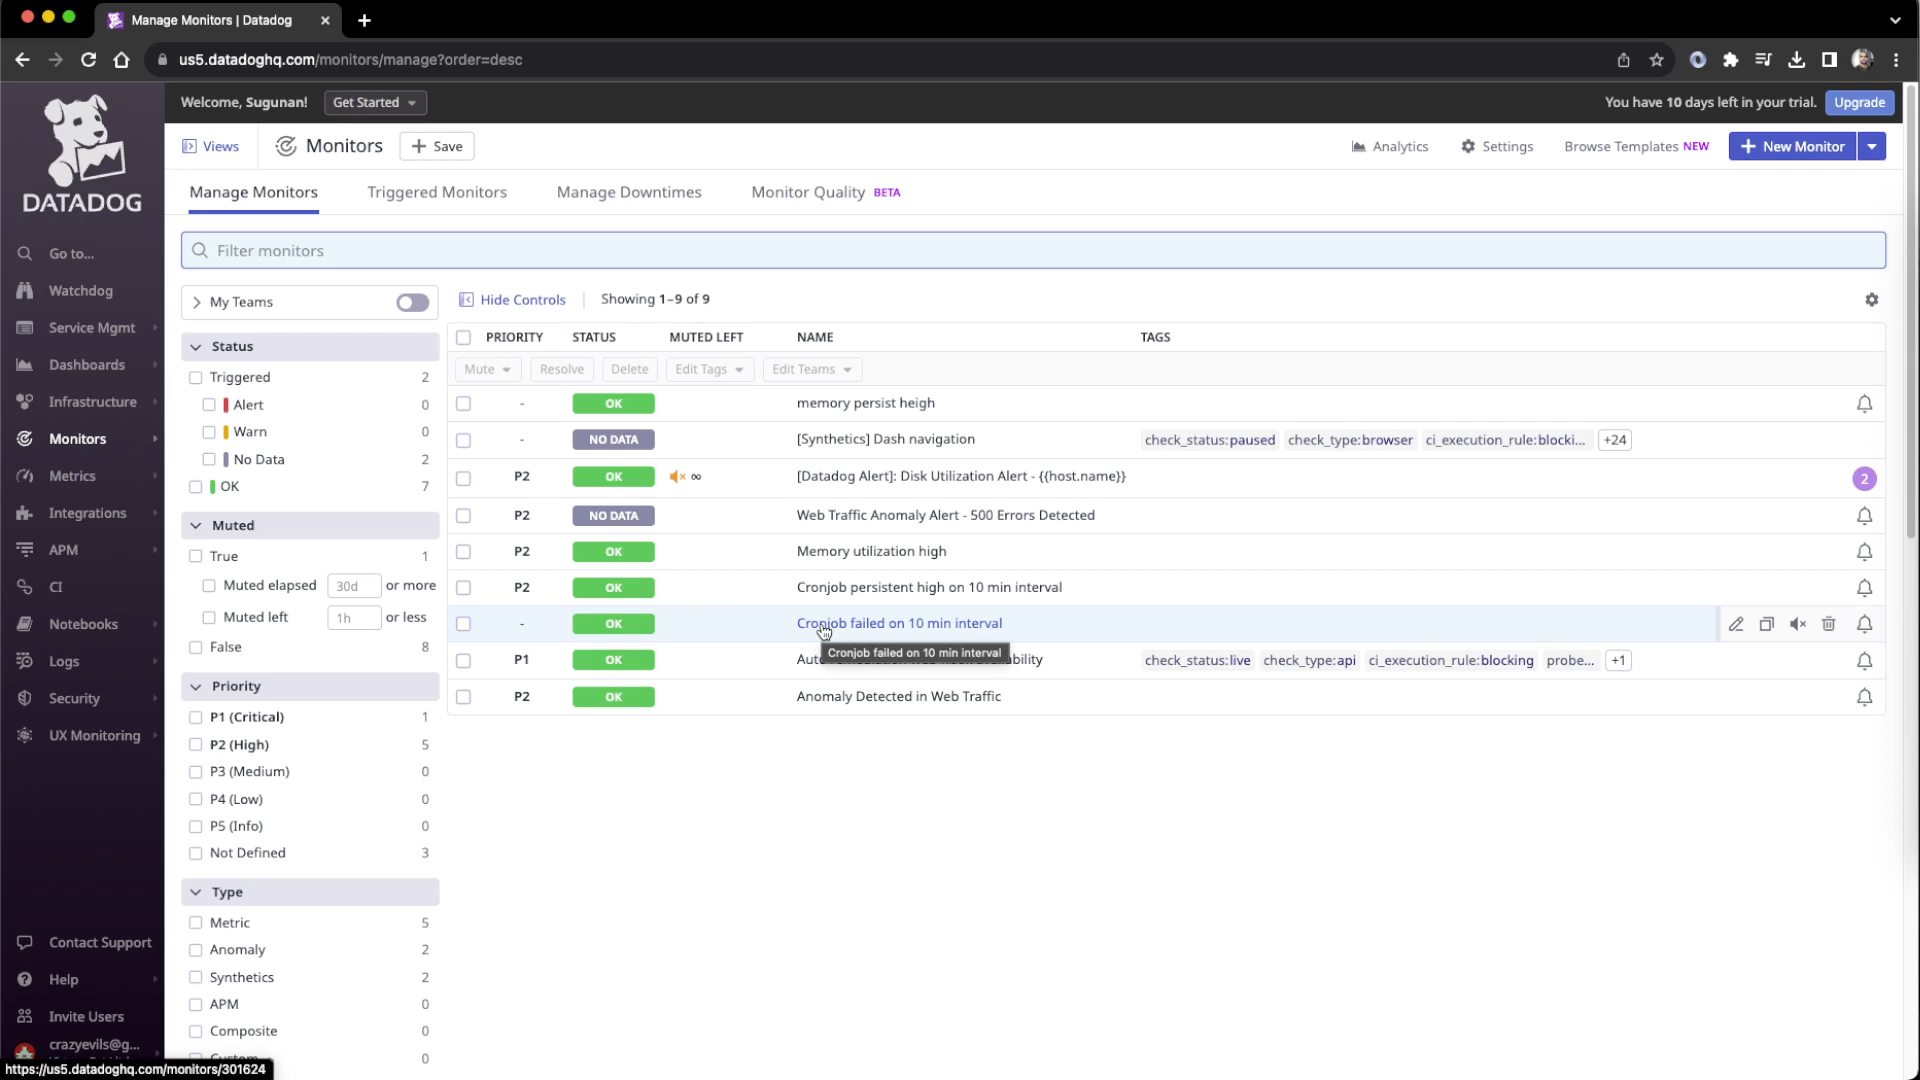 Manage Monitors | Datadog
us5.datadoghq.com/monitors/manage?order=desc
DATADOG
Welcome, Sugunan!
Get Started
You have 10 days left in your trial.
Upgrade
Views
Monitors
+ Save
Analytics
Settings
Browse Templates NEW
+ New Monitor
Manage Monitors
Triggered Monitors
Manage Downtimes
Monitor Quality BETA
Filter monitors
Go to...
Watchdog
Service Mgmt
Dashboards
Infrastructure
Monitors
Metrics
Integrations
APM
CI
Notebooks
Logs
Security
UX Monitoring
Contact Support
Help
Invite Users
crazyevils@g...
https://us5.datadoghq.com/monitors/301624
My Teams
Status
Triggered 2
Alert 0
Warn 0
No Data 2
OK 7
Muted
True 1
Muted elapsed 30d or more
Muted left 1h or less
False 8
Priority
P1 (Critical) 1
P2 (High) 5
P3 (Medium) 0
P4 (Low) 0
P5 (Info) 0
Not Defined 3
Type
Metric 5
Anomaly 2
Synthetics 2
APM 0
Composite 0
0
Hide Controls
Showing 1–9 of 9
PRIORITY STATUS MUTED LEFT NAME TAGS
Mute Resolve Delete Edit Tags Edit Teams
- OK memory persist heigh
- NO DATA [Synthetics] Dash navigation check_status:paused check_type:browser ci_execution_rule:blocki... +24
P2 OK ∞ [Datadog Alert]: Disk Utilization Alert - {{host.name}} 2
P2 NO DATA Web Traffic Anomaly Alert - 500 Errors Detected
P2 OK Memory utilization high
P2 OK Cronjob persistent high on 10 min interval
- OK Cronjob failed on 10 min interval
Cronjob failed on 10 min interval
P1 OK check_status:live check_type:api ci_execution_rule:blocking probe... +1
P2 OK Anomaly Detected in Web Traffic